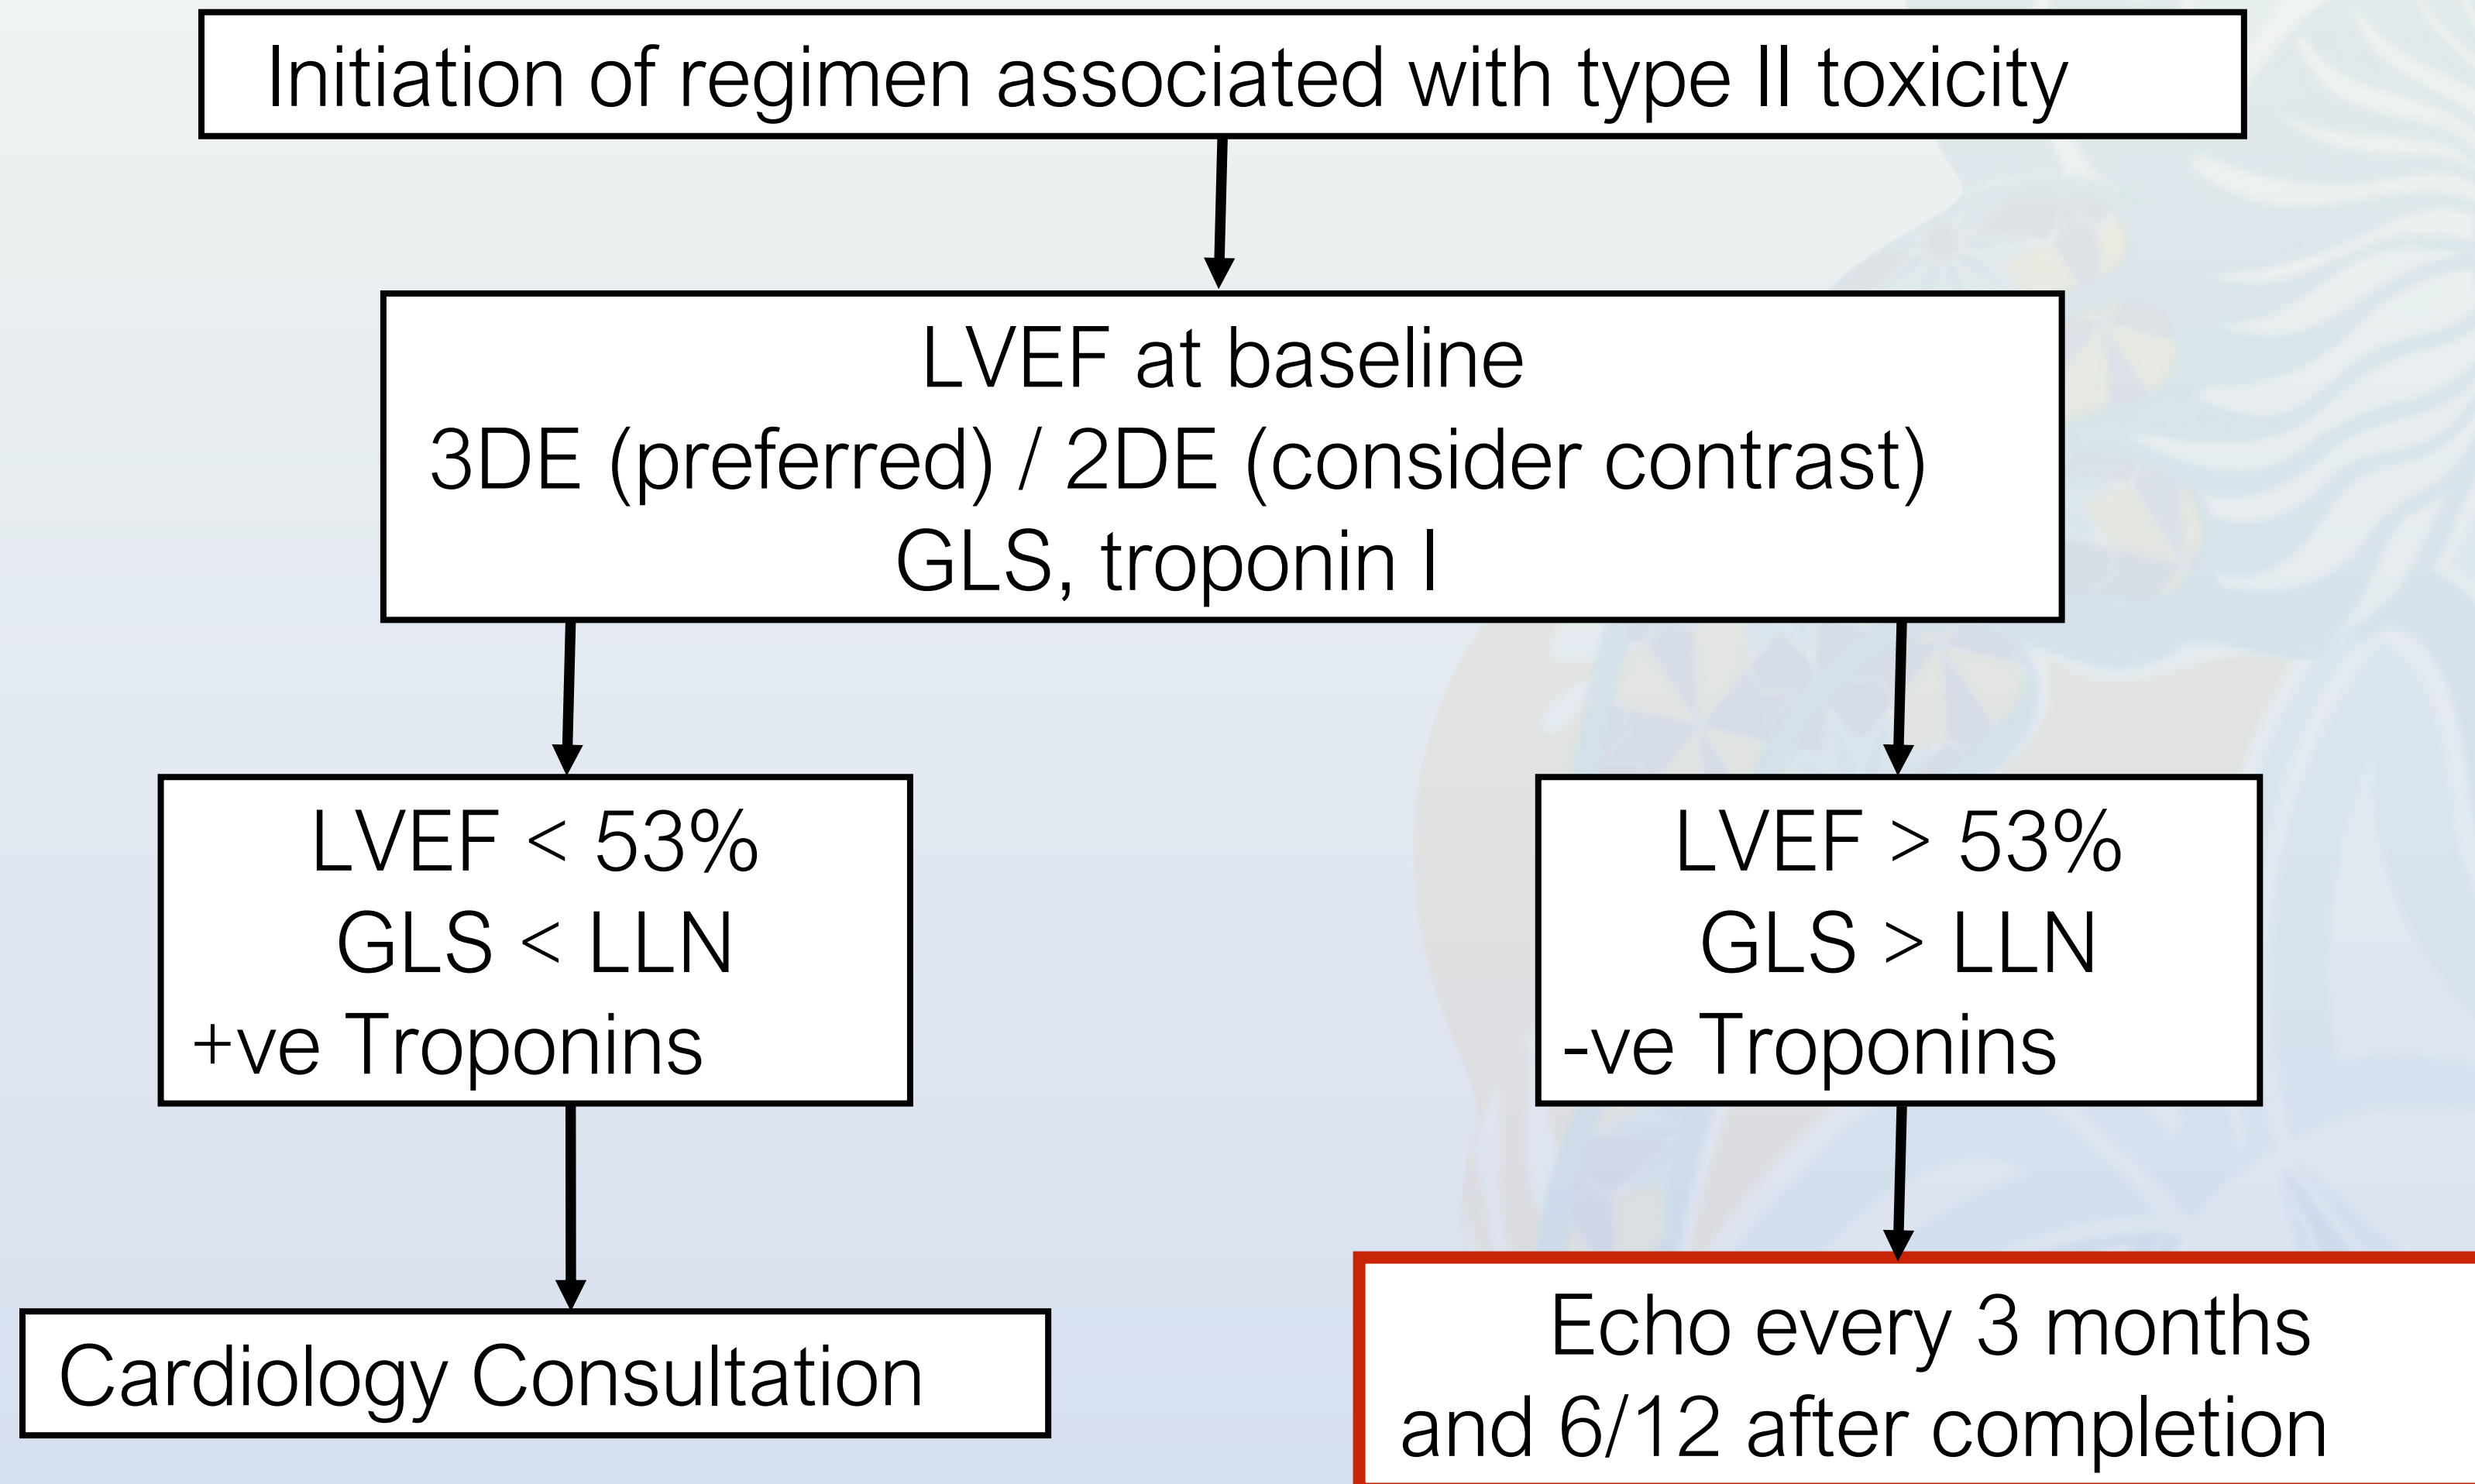 Initiation of regimen associated with type II toxicity
LVEF at baseline
3DE (preferred) / 2DE (consider contrast)
GLS, troponin I
LVEF < 53%
GLS < LLN
+ve Troponins
LVEF > 53%
GLS > LLN
-ve Troponins
Cardiology Consultation
Echo every 3 months
and 6/12 after completion